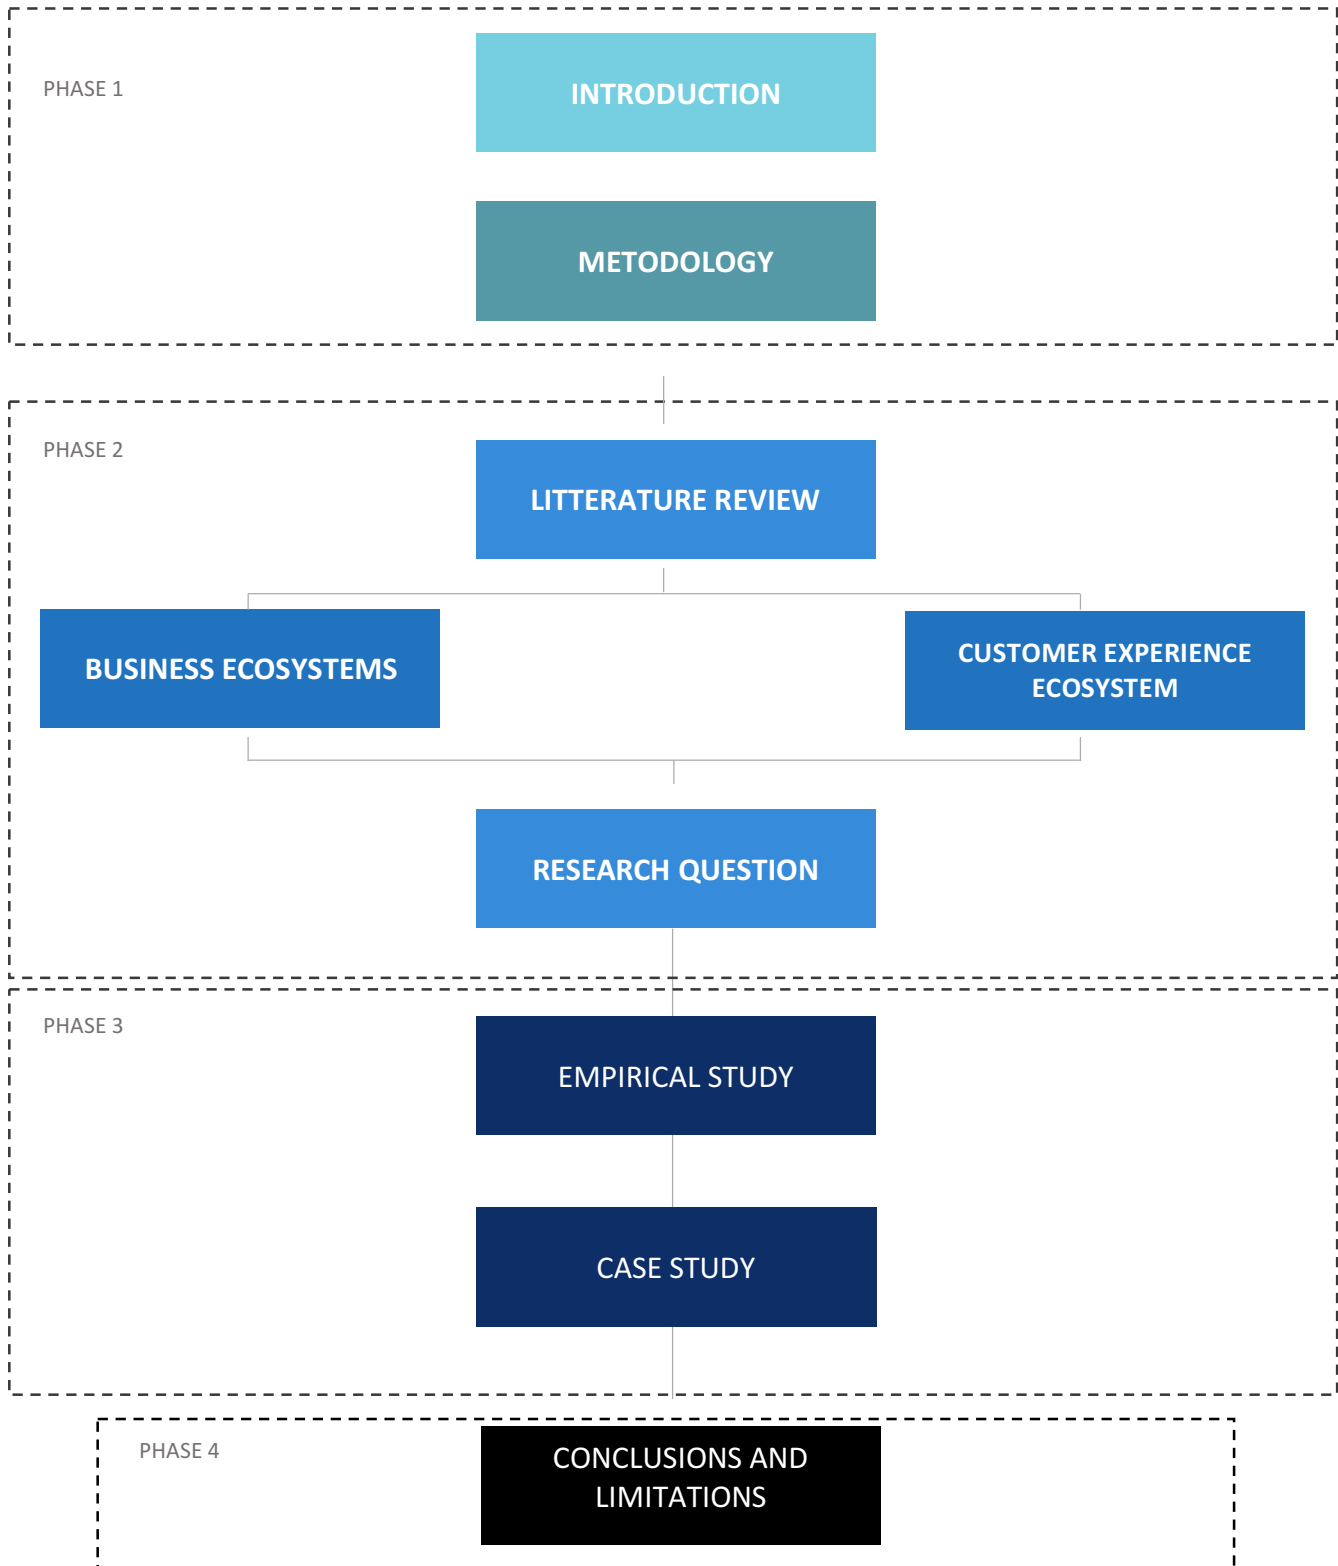 PHASE 1
INTRODUCTION
METODOLOGY
PHASE 2
LITTERATURE REVIEW
BUSINESS ECOSYSTEMS
CUSTOMER EXPERIENCE
ECOSYSTEM
RESEARCH QUESTION
PHASE 3
EMPIRICAL STUDY
CASE STUDY
PHASE 4
CONCLUSIONS AND
LIMITATIONS